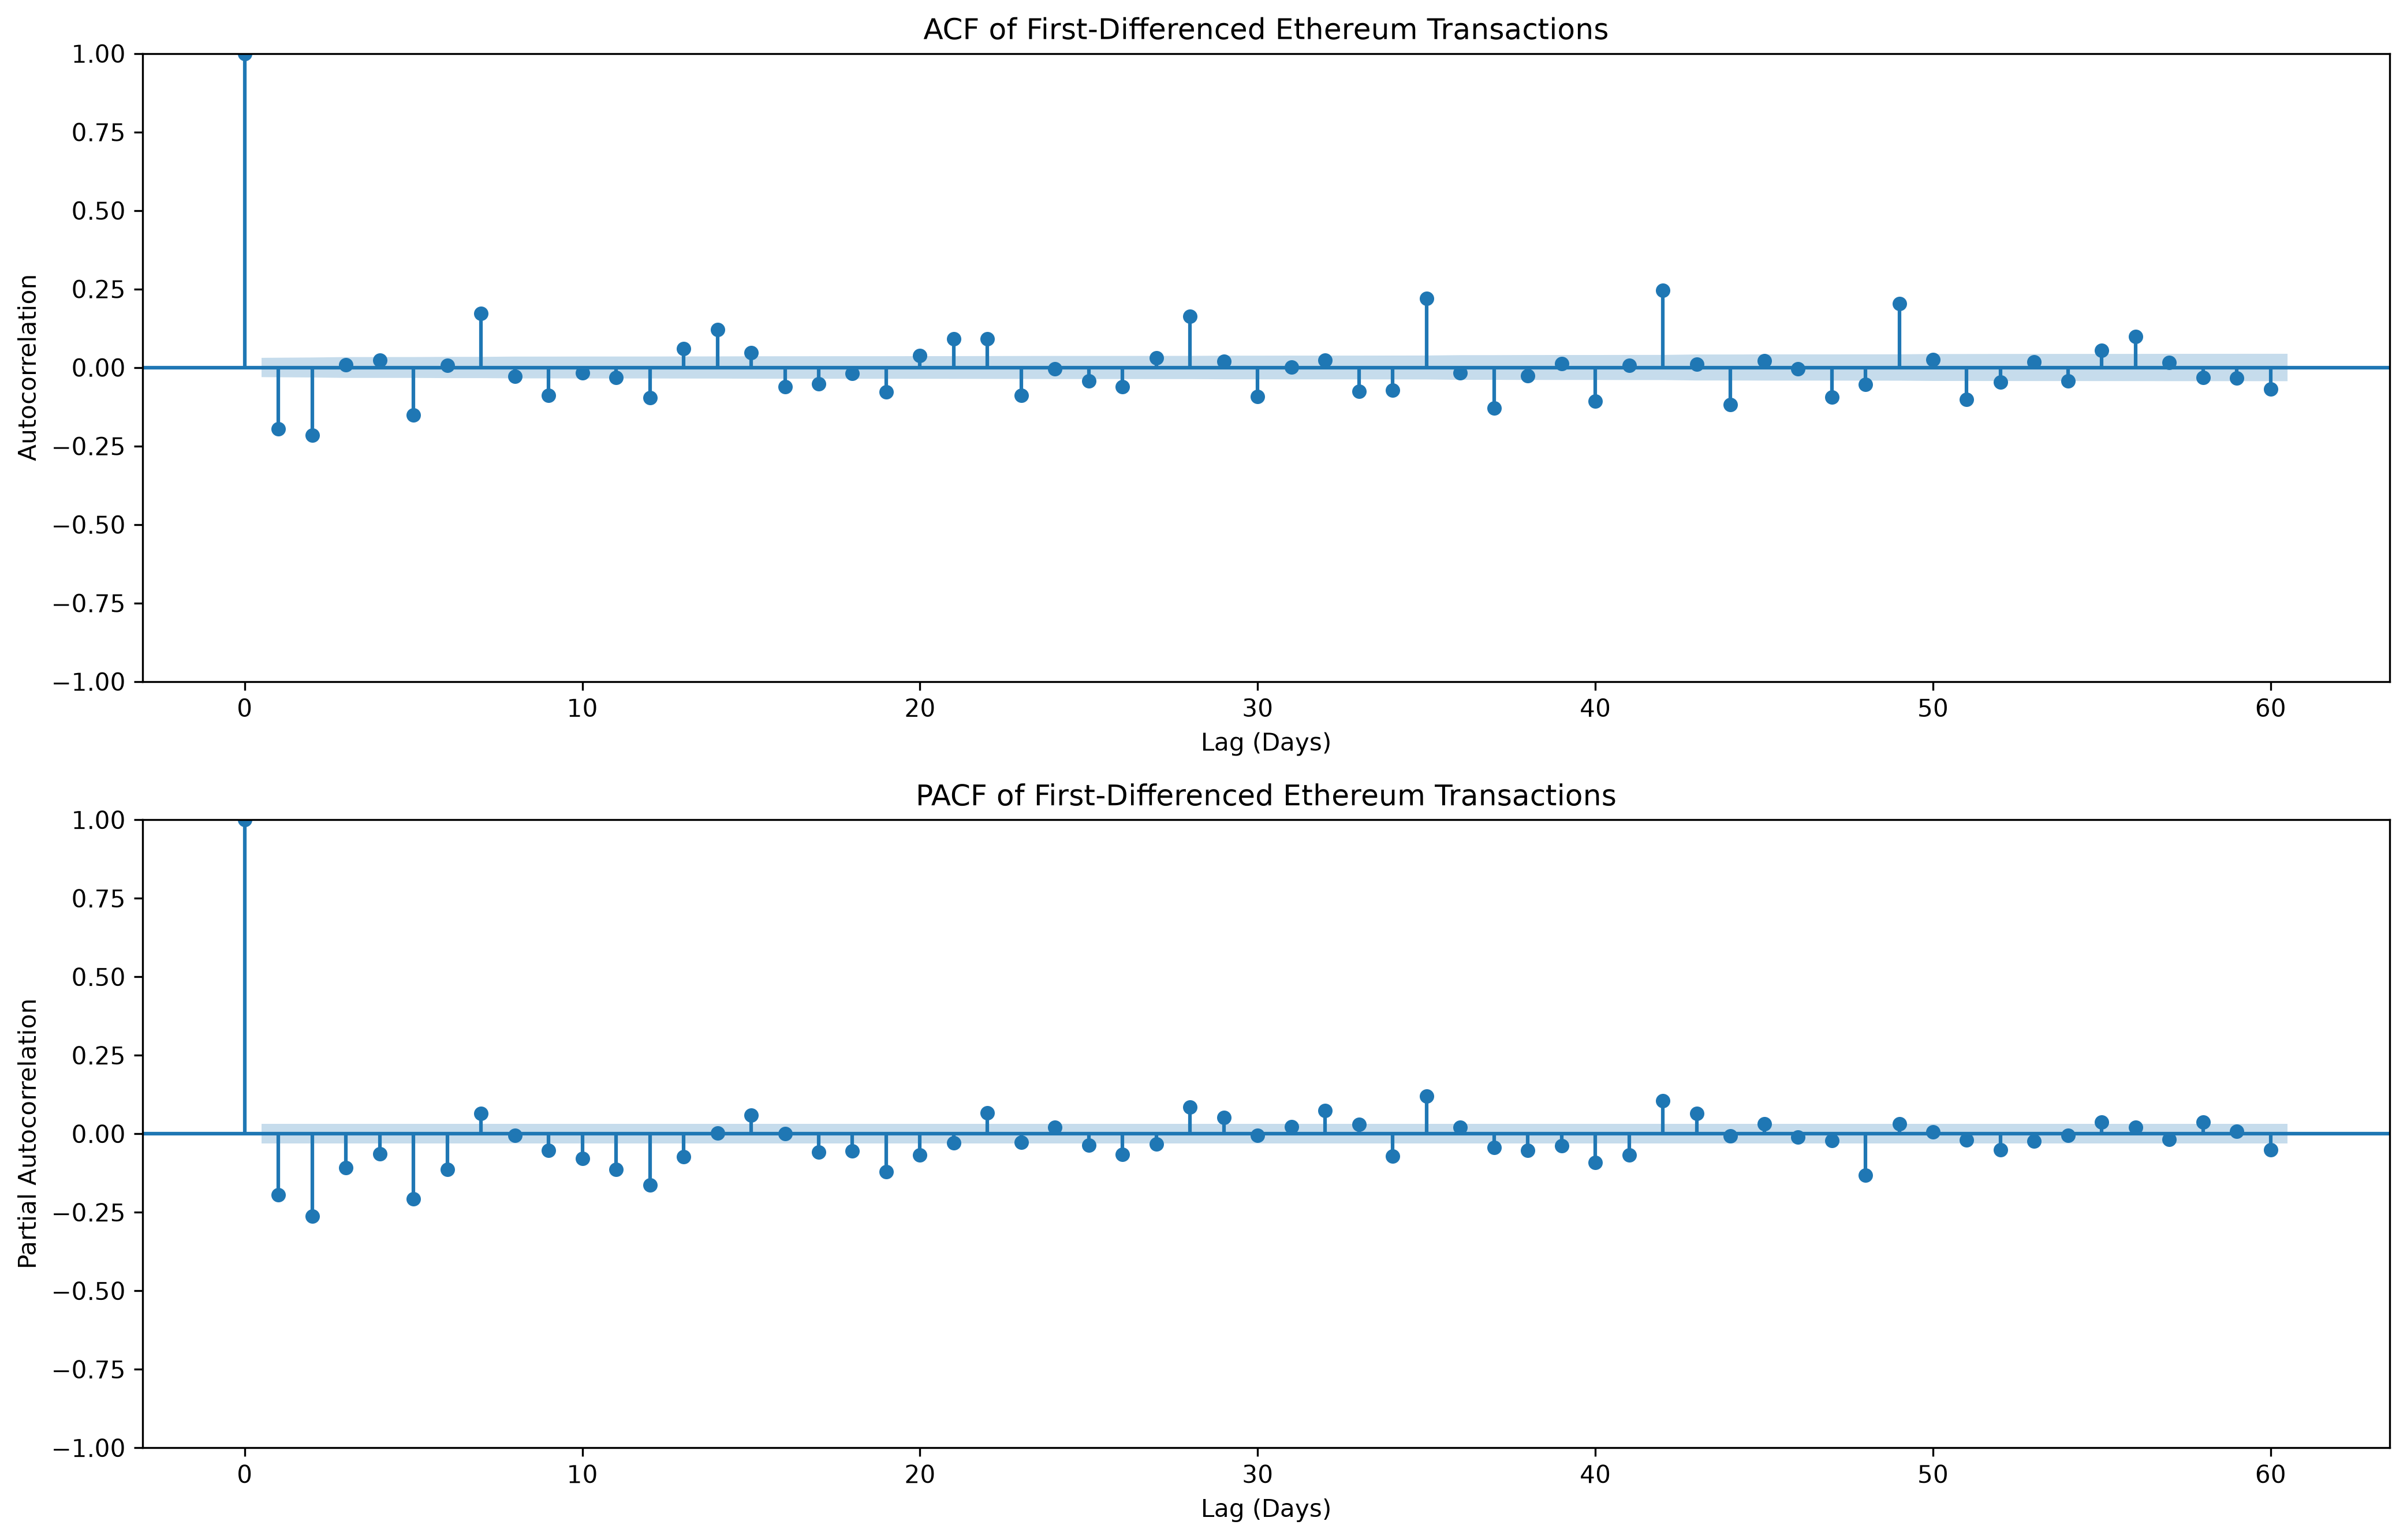 ACF of First-Differenced Ethereum Transactions
1.00
0.75
0.50
0.25
0.00
−0.25
−0.50
−0.75
−1.00
Autocorrelation
0 10 20 30 40 50 60
Lag (Days)
PACF of First-Differenced Ethereum Transactions
1.00
0.75
0.50
0.25
0.00
−0.25
−0.50
−0.75
−1.00
Partial Autocorrelation
0 10 20 30 40 50 60
Lag (Days)